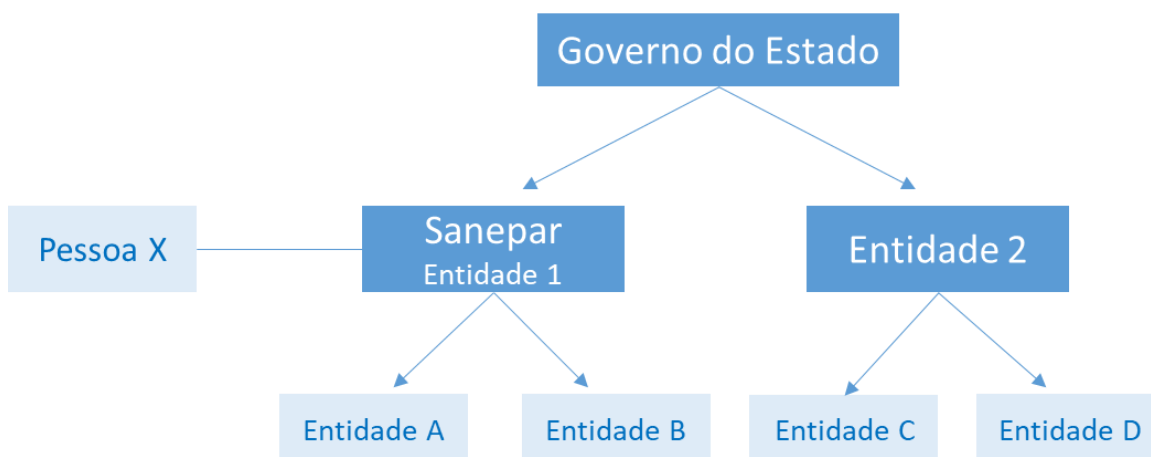 Governo do Estado
Pessoa X
Sanepar
Entidade 1
Entidade 2
Entidade A
Entidade B
Entidade C
Entidade D